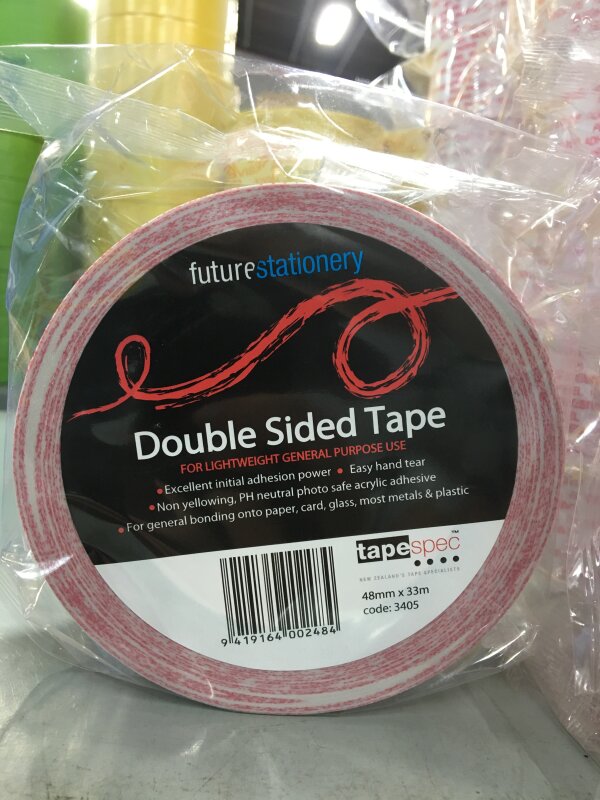 futurestationery
Double Sided Tape
FOR LIGHTWEIGHT GENERAL PURPOSE USE
• Excellent initial adhesion power • Easy hand tear
• Non yellowing, PH neutral photo safe acrylic adhesive
• For general bonding onto paper, card, glass, most metals & plastic
tapespec™
NEW ZEALAND'S TAPE SPECIALISTS
48mm x 33m
code: 3405
9 419164 002484